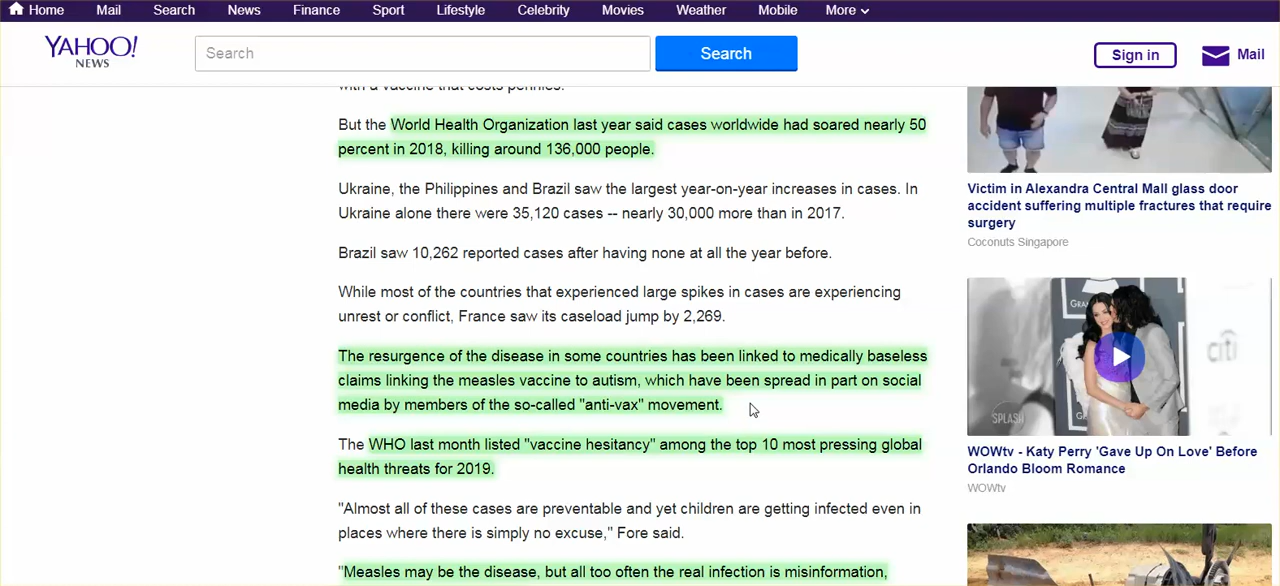 Home Mail Search News Finance Sport Lifestyle Celebrity Movies Weather Mobile More
YAHOO!
NEWS
Search
Search
Sign in
Mail
with a vaccine that costs pennies.
But the World Health Organization last year said cases worldwide had soared nearly 50
percent in 2018, killing around 136,000 people.
Ukraine, the Philippines and Brazil saw the largest year-on-year increases in cases. In
Ukraine alone there were 35,120 cases -- nearly 30,000 more than in 2017.
Brazil saw 10,262 reported cases after having none at all the year before.
While most of the countries that experienced large spikes in cases are experiencing
unrest or conflict, France saw its caseload jump by 2,269.
The resurgence of the disease in some countries has been linked to medically baseless
claims linking the measles vaccine to autism, which have been spread in part on social
media by members of the so-called "anti-vax" movement.
The WHO last month listed "vaccine hesitancy" among the top 10 most pressing global
health threats for 2019.
"Almost all of these cases are preventable and yet children are getting infected even in
places where there is simply no excuse," Fore said.
"Measles may be the disease, but all too often the real infection is misinformation,
Victim in Alexandra Central Mall glass door
accident suffering multiple fractures that require
surgery
Coconuts Singapore
GRA
citi
SPLASH
WOWtv - Katy Perry 'Gave Up On Love' Before
Orlando Bloom Romance
WOWtv